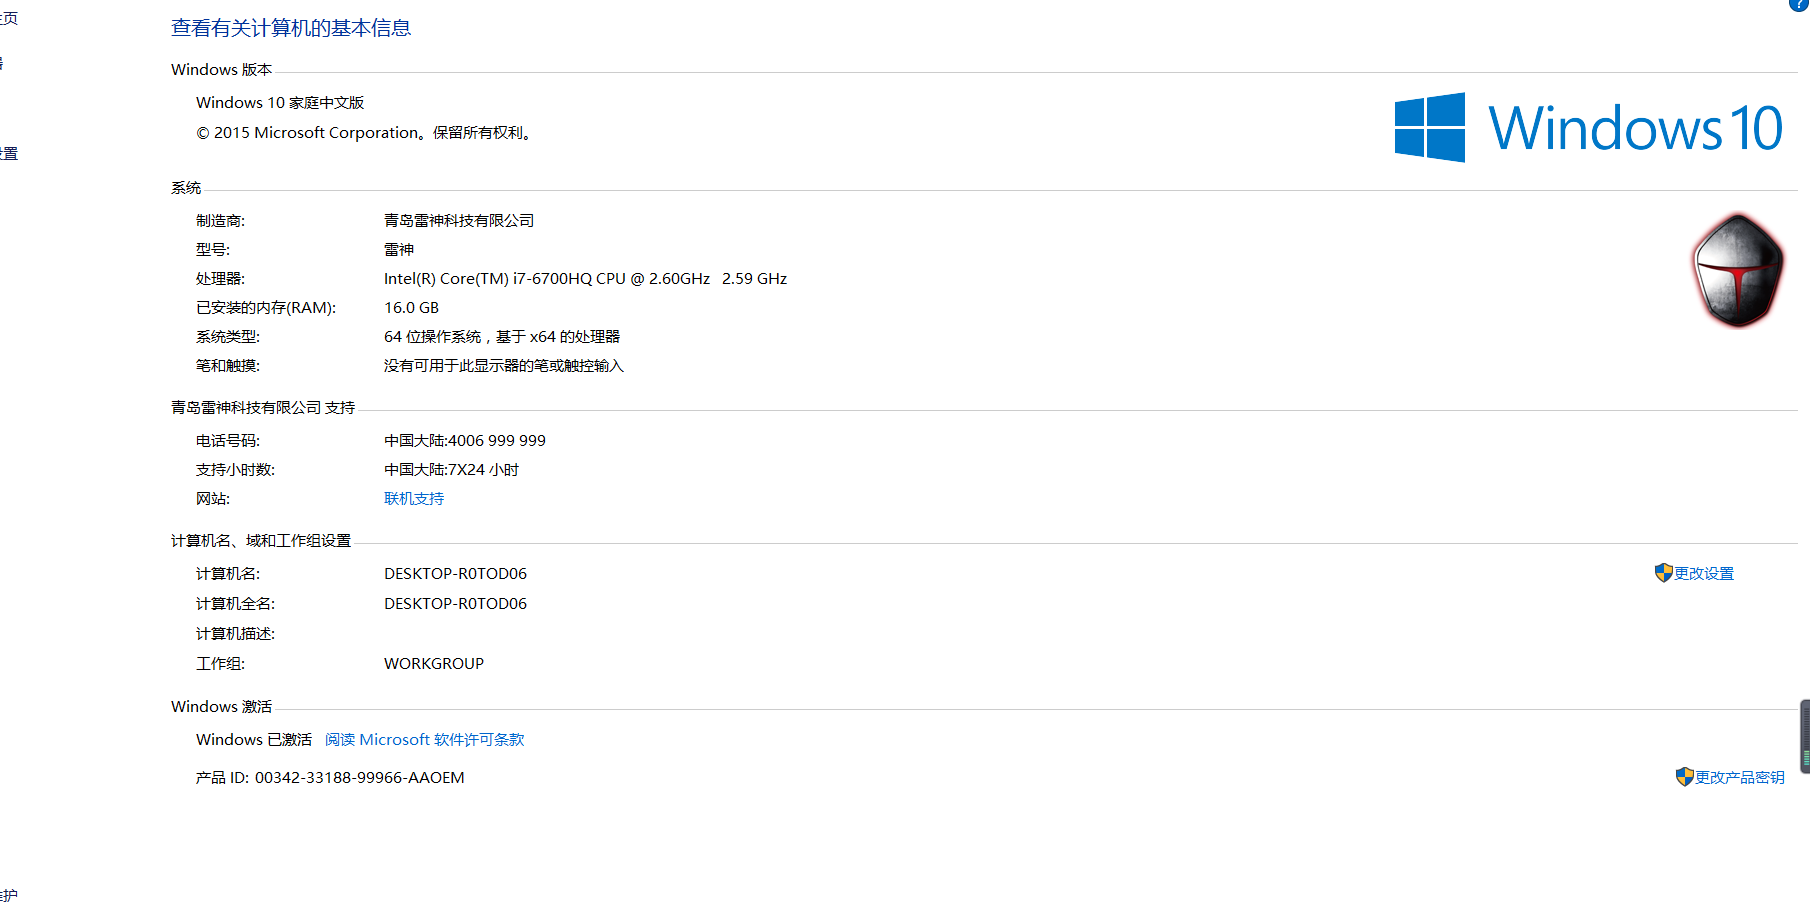 主页
查看有关计算机的基本信息
?
Windows 版本
Windows 10 家庭中文版
© 2015 Microsoft Corporation。保留所有权利。
Windows 10
置
系统
制造商: 青岛雷神科技有限公司
型号: 雷神
处理器: Intel(R) Core(TM) i7-6700HQ CPU @ 2.60GHz 2.59 GHz
已安装的内存(RAM): 16.0 GB
系统类型: 64 位操作系统，基于 x64 的处理器
笔和触摸: 没有可用于此显示器的笔或触控输入
青岛雷神科技有限公司 支持
电话号码: 中国大陆:4006 999 999
支持小时数: 中国大陆:7X24 小时
网站: 联机支持
计算机名、域和工作组设置
计算机名: DESKTOP-R0TOD06 更改设置
计算机全名: DESKTOP-R0TOD06
计算机描述:
工作组: WORKGROUP
Windows 激活
Windows 已激活 阅读 Microsoft 软件许可条款
产品 ID: 00342-33188-99966-AAOEM 更改产品密钥
护